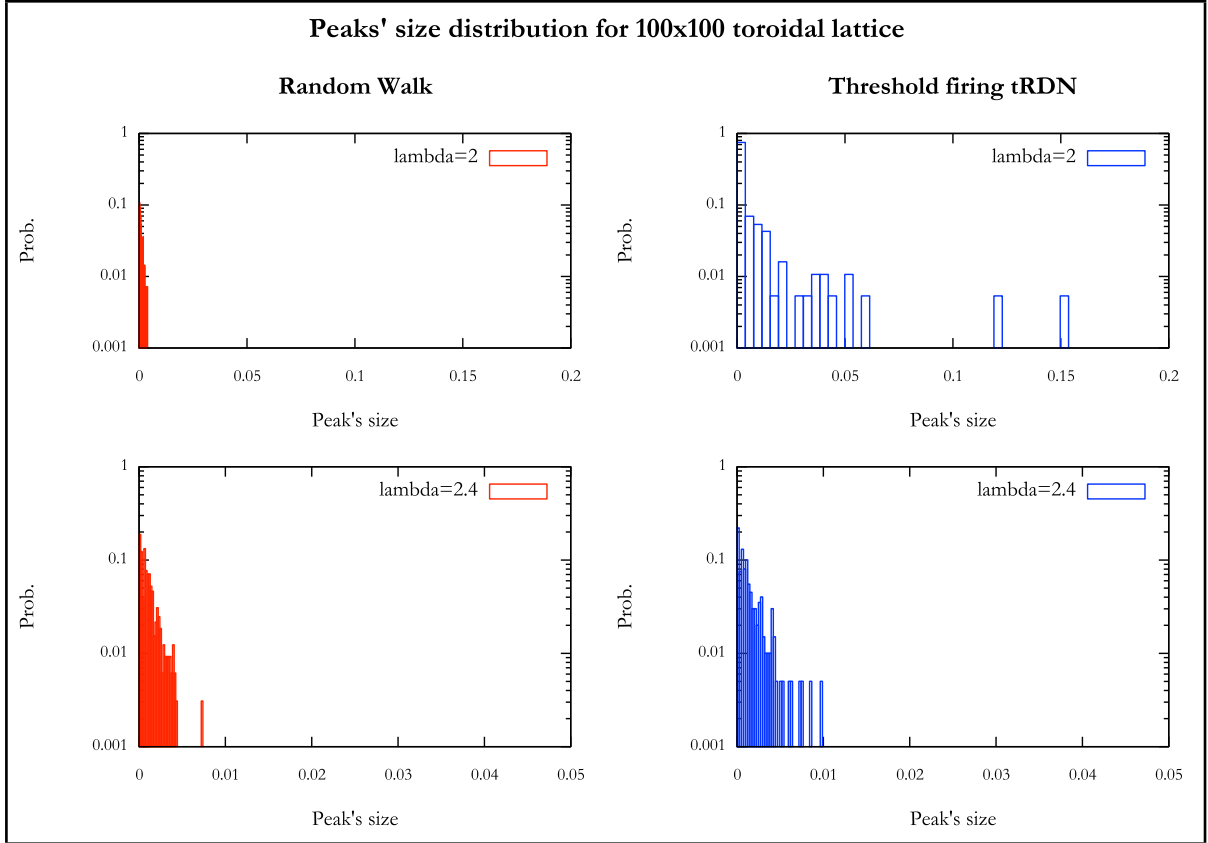 Peaks' size distribution for 100x100 toroidal lattice
Random Walk
1
0.1
0.01
0.001
0 0.05 0.1 0.15 0.2
Prob.
Peak's size
lambda=2
Threshold firing tRDN
1
0.1
0.01
0.001
0 0.05 0.1 0.15 0.2
Prob.
Peak's size
lambda=2
1
0.1
0.01
0.001
0 0.01 0.02 0.03 0.04 0.05
Prob.
Peak's size
lambda=2.4
1
0.1
0.01
0.001
0 0.01 0.02 0.03 0.04 0.05
Prob.
Peak's size
lambda=2.4